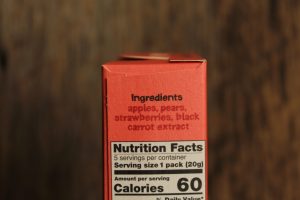 Ingredients
apples, pears,
strawberries, black
carrot extract
Nutrition Facts
5 servings per container
Serving size 1 pack (20g)
Amount per serving
Calories 60
% Daily Value*